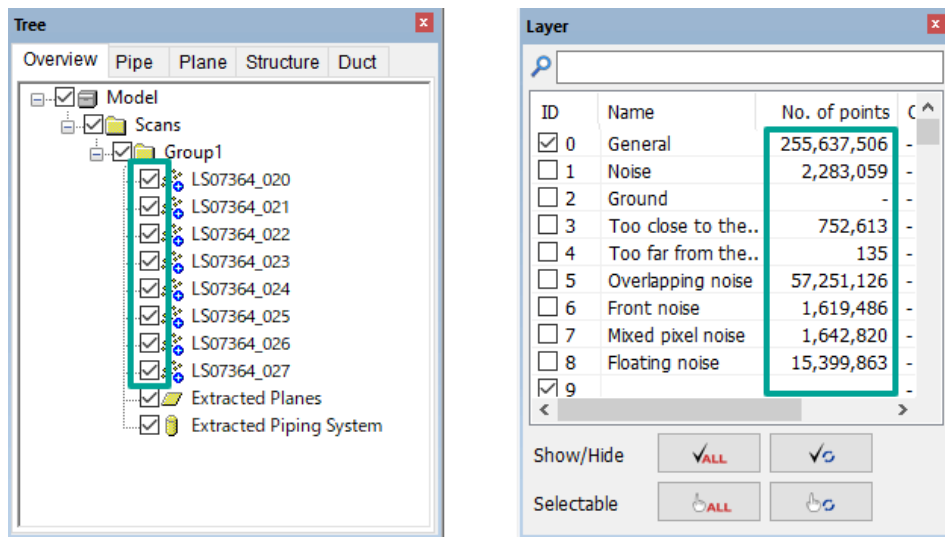 Tree
Overview Pipe Plane Structure Duct
Model
Scans
Group1
LS07364_020
LS07364_021
LS07364_022
LS07364_023
LS07364_024
LS07364_025
LS07364_026
LS07364_027
Extracted Planes
Extracted Piping System
Layer
ID Name No. of points
0 General 255,637,506 -
1 Noise 2,283,059 -
2 Ground - -
3 Too close to the.. 752,613 -
4 Too far from the.. 135 -
5 Overlapping noise 57,251,126 -
6 Front noise 1,619,486 -
7 Mixed pixel noise 1,642,820 -
8 Floating noise 15,399,863 -
9 -
Show/Hide ALL
Selectable ALL